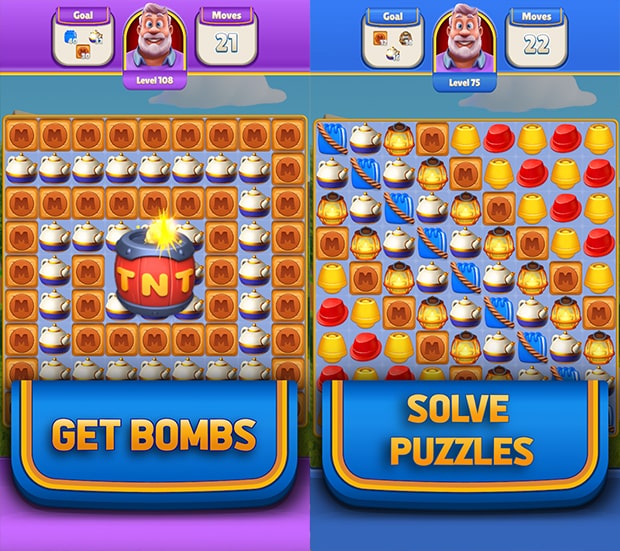 Goal
Moves
21
Level 108
TNT
GET BOMBS
Goal
Moves
22
Level 75
SOLVE
PUZZLES